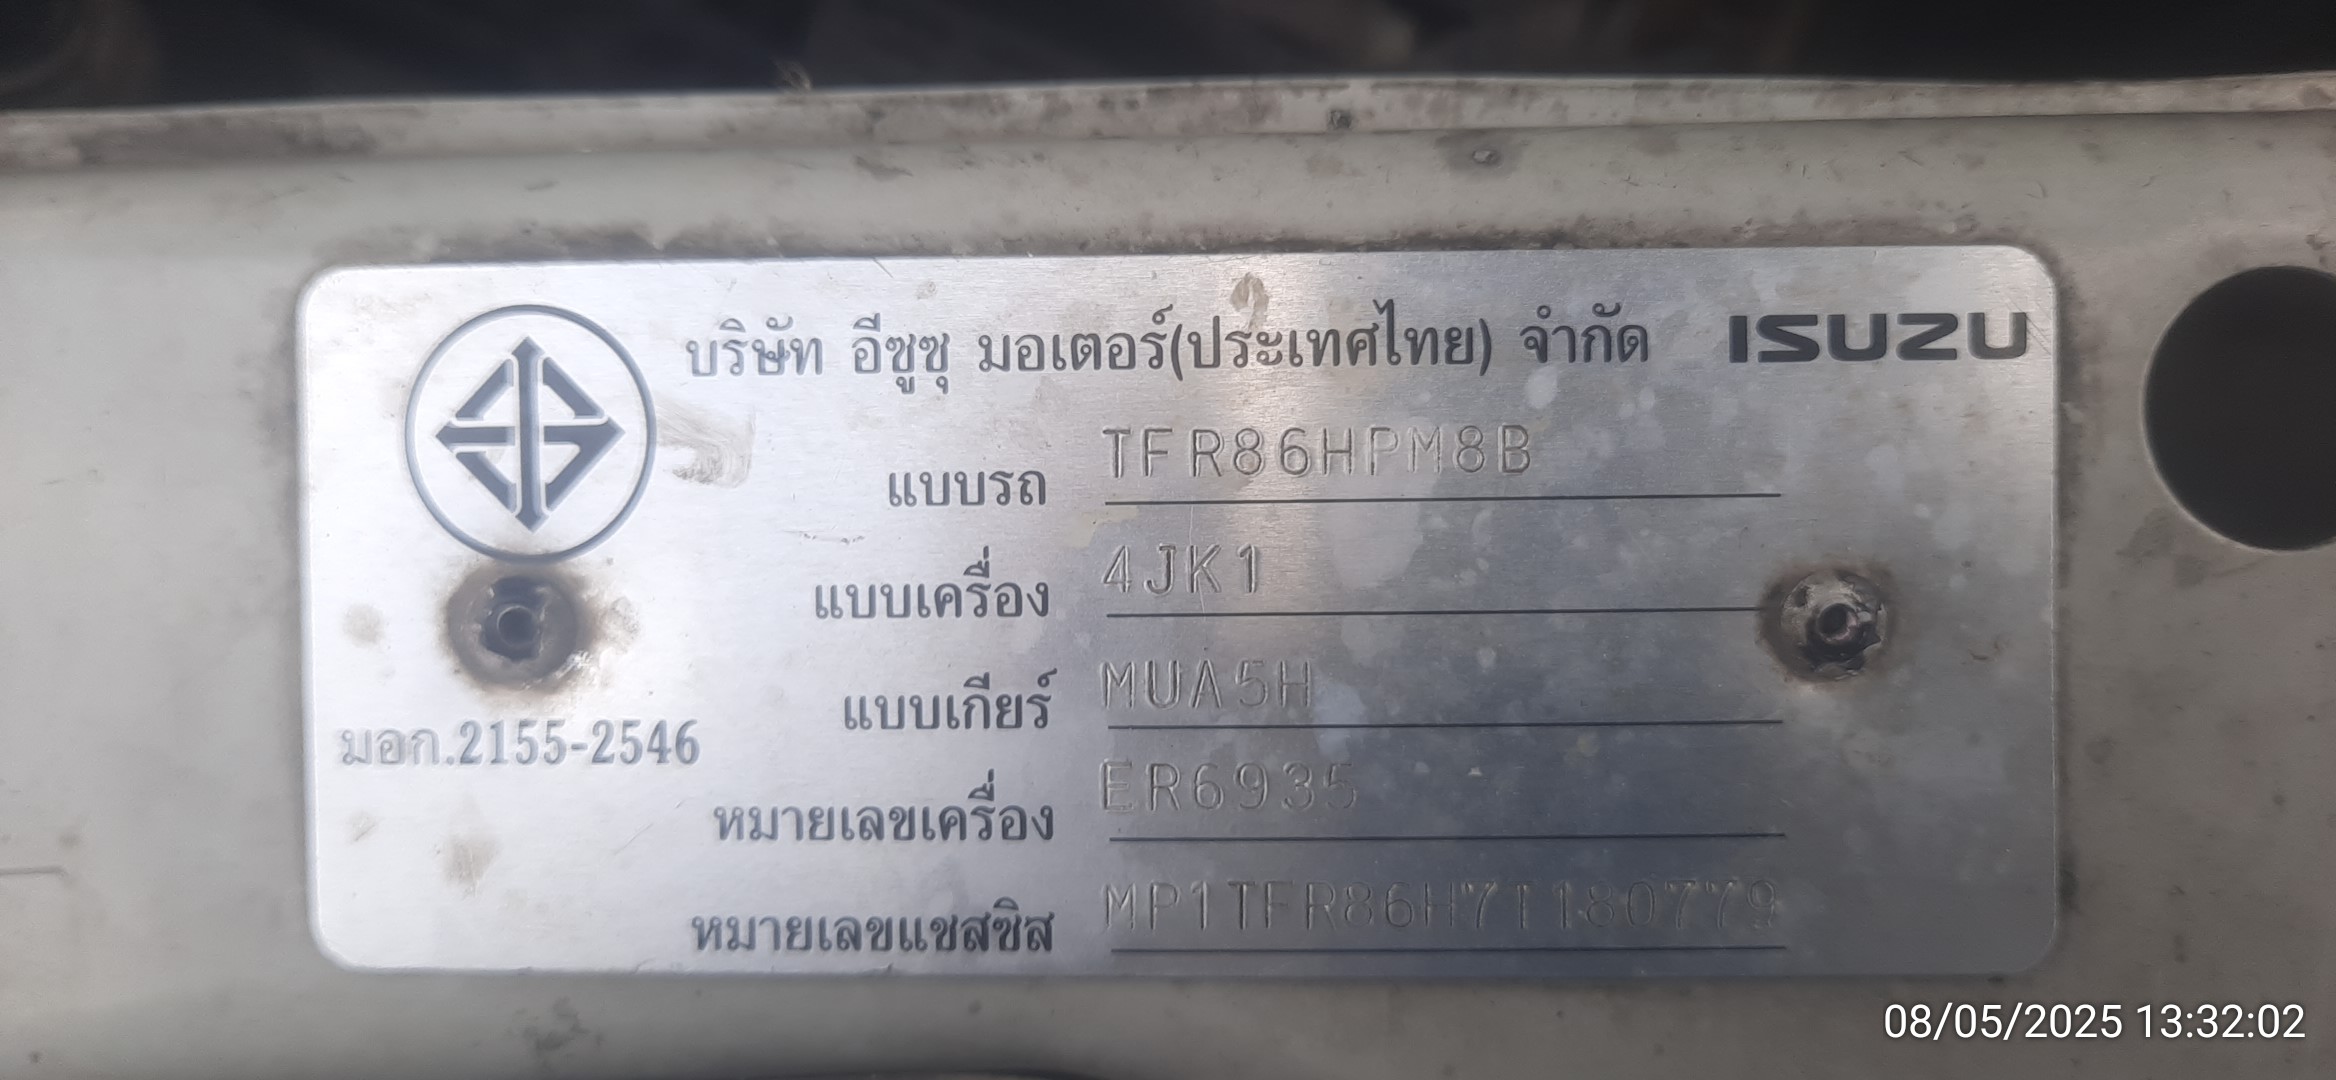 บริษัท อีซูซุ มอเตอร์(ประเทศไทย) จำกัด ISUZU
แบบรถ TFR86HPM8B
แบบเครื่อง 4JK1
แบบเกียร์ MUA5H
มอก.2155-2546
หมายเลขเครื่อง ER6935
หมายเลขแชสซิส MP1TFR86H7T180779
08/05/2025 13:32:02